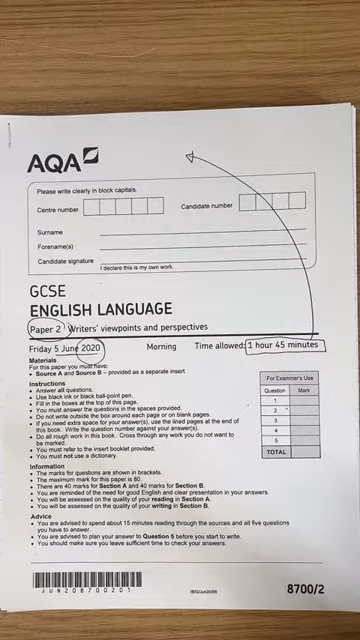 AQA
Please write clearly in block capitals.
Centre number
Candidate number
Surname
Forename(s)
Candidate signature
I declare this is my own work.
GCSE
ENGLISH LANGUAGE
Paper 2 Writers' viewpoints and perspectives
Friday 5 June 2020 Morning Time allowed: 1 hour 45 minutes
Materials
For this paper you must have:
• Source A and Source B – provided as a separate insert.
Instructions
• Answer all questions.
• Use black ink or black ball-point pen.
• Fill in the boxes at the top of this page.
• You must answer the questions in the spaces provided.
• Do not write outside the box around each page or on blank pages.
• If you need extra space for your answer(s), use the lined pages at the end of
this book. Write the question number against your answer(s).
• Do all rough work in this book. Cross through any work you do not want to
be marked.
• You must refer to the insert booklet provided.
• You must not use a dictionary.
For Examiner's Use
Question Mark
1
2
3
4
5
TOTAL
Information
• The marks for questions are shown in brackets.
• The maximum mark for this paper is 80.
• There are 40 marks for Section A and 40 marks for Section B.
• You are reminded of the need for good English and clear presentation in your answers.
• You will be assessed on the quality of your reading in Section A.
• You will be assessed on the quality of your writing in Section B.
Advice
• You are advised to spend about 15 minutes reading through the sources and all five questions
you have to answer.
• You are advised to plan your answer to Question 5 before you start to write.
• You should make sure you leave sufficient time to check your answers.
JUN208700201
IB/G/Jun20/E6
8700/2